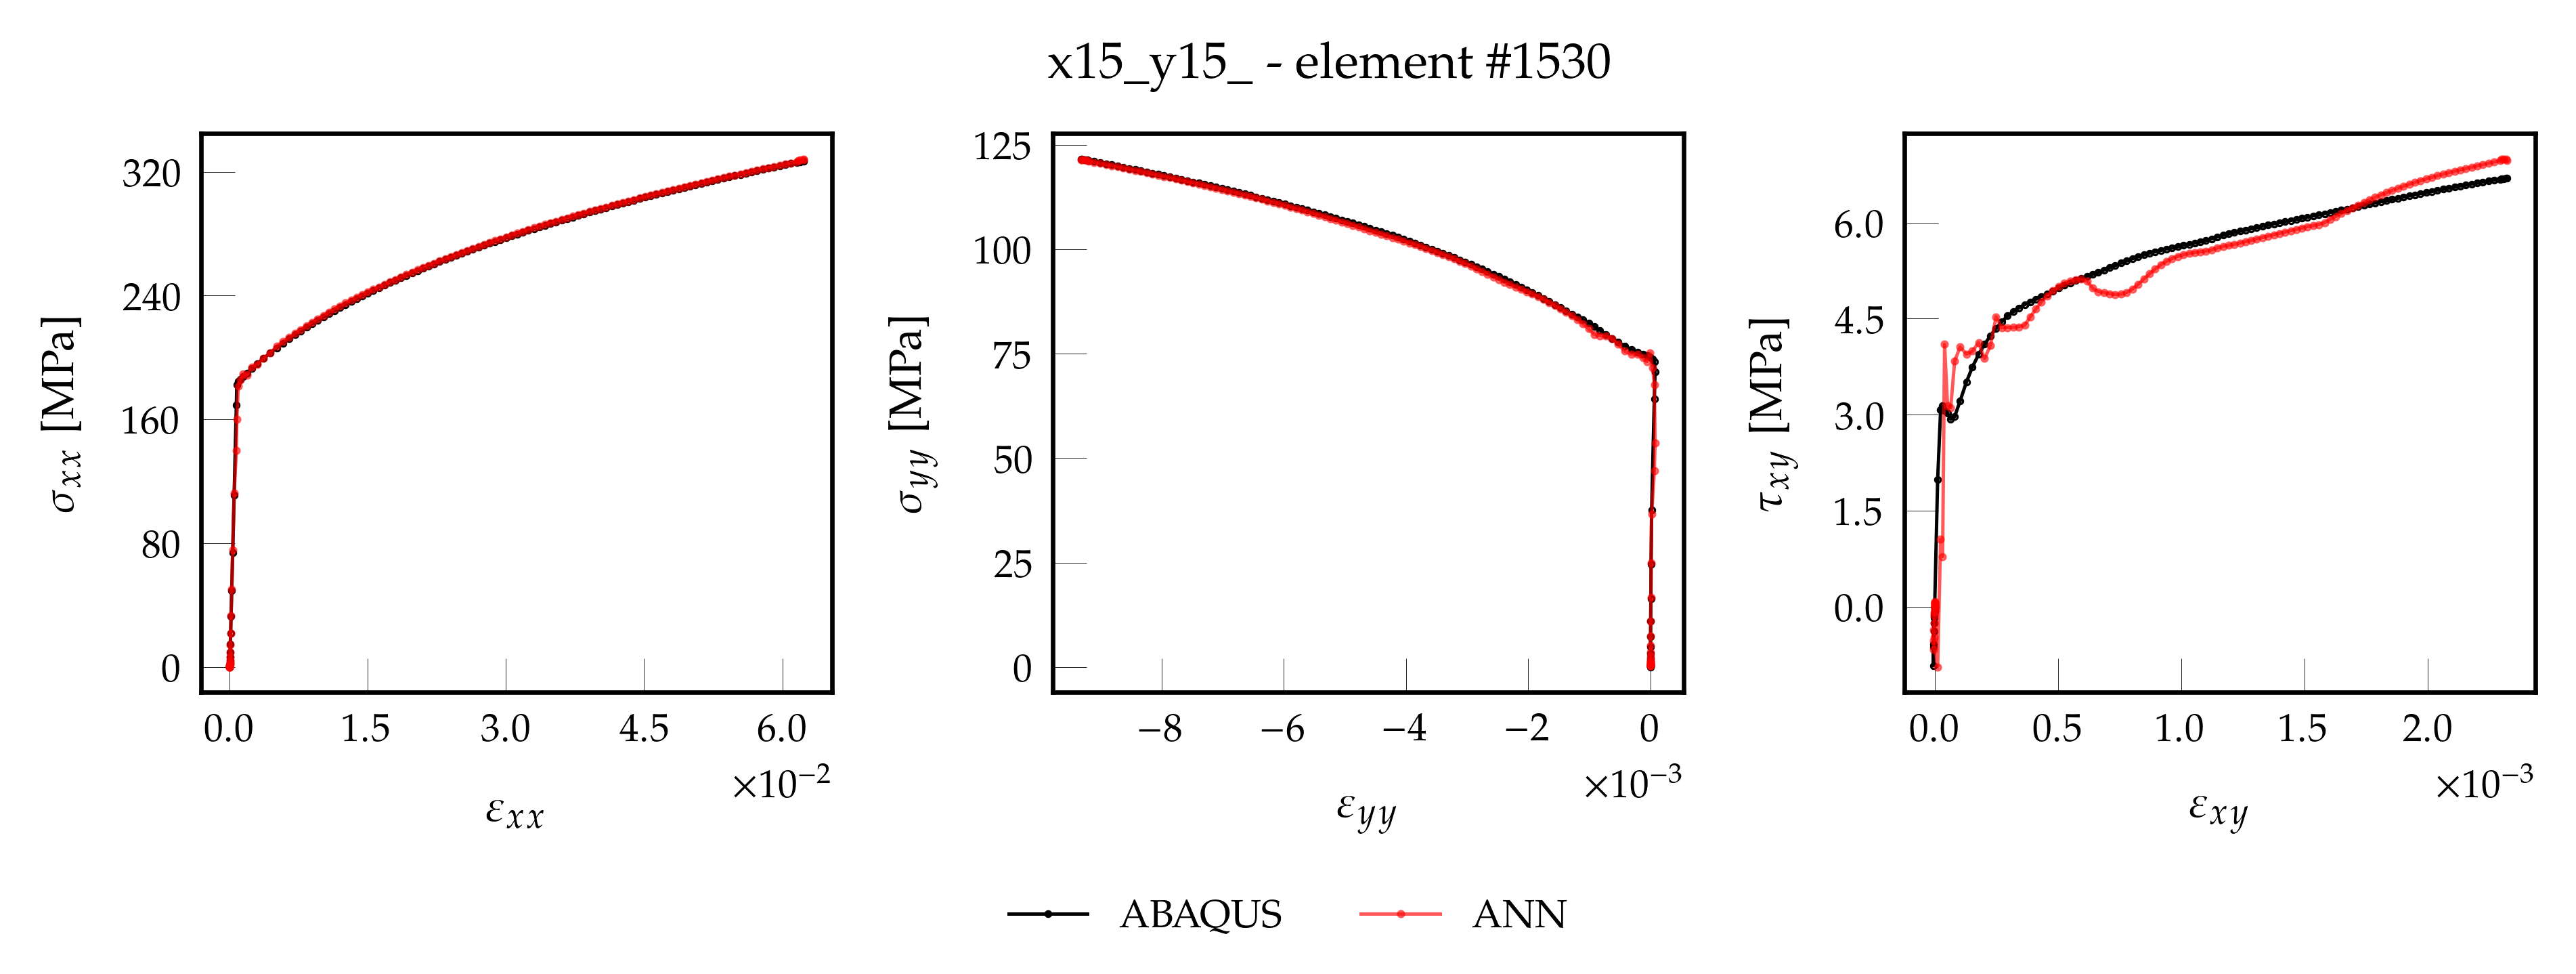 x15_y15_ - element #1530
320
240
160
80
0
σxx [MPa]
0.0 1.5 3.0 4.5 6.0
×10⁻²
εxx
125
100
75
50
25
0
σyy [MPa]
−8 −6 −4 −2 0
×10⁻³
εyy
6.0
4.5
3.0
1.5
0.0
τxy [MPa]
0.0 0.5 1.0 1.5 2.0
×10⁻³
εxy
ABAQUS ANN